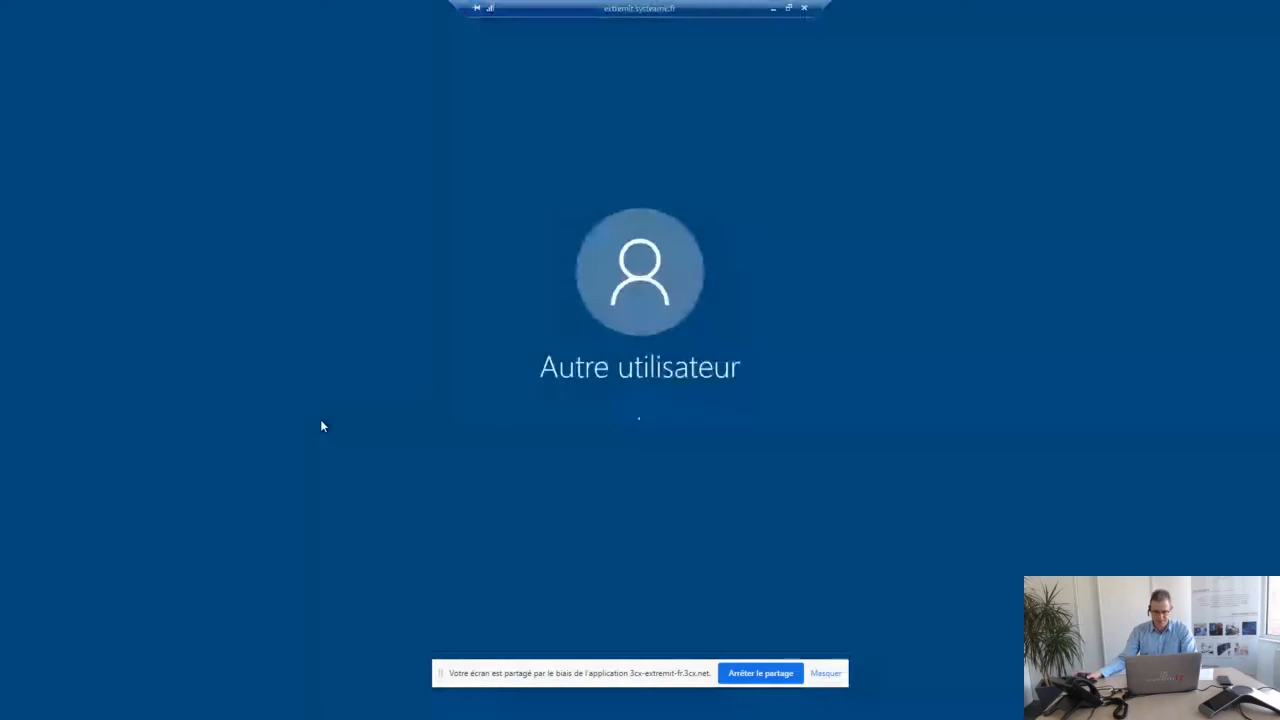 extremit.systeamic.fr
Autre utilisateur
Votre écran est partagé par le biais de l'application 3cx-extremit-fr.3cx.net.
Arrêter le partage
Masquer